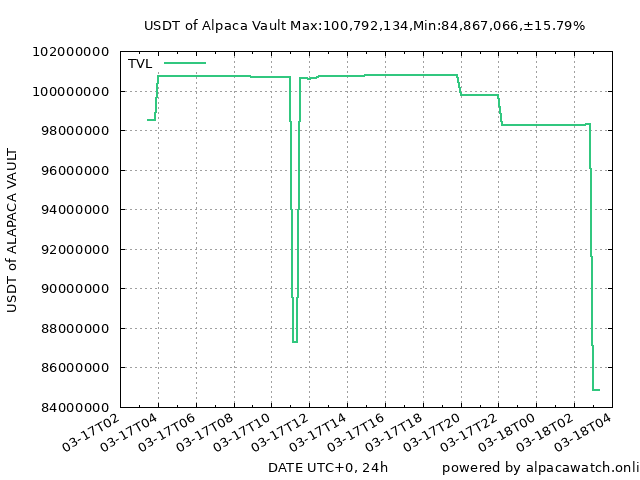 USDT of Alpaca Vault Max:100,792,134,Min:84,867,066,±15.79%
TVL
102000000
100000000
98000000
96000000
94000000
92000000
90000000
88000000
86000000
84000000
USDT of ALAPACA VAULT
03-17T02
03-17T04
03-17T06
03-17T08
03-17T10
03-17T12
03-17T14
03-17T16
03-17T18
03-17T20
03-17T22
03-18T00
03-18T02
03-18T04
DATE UTC+0, 24h
powered by alpacawatch.onli